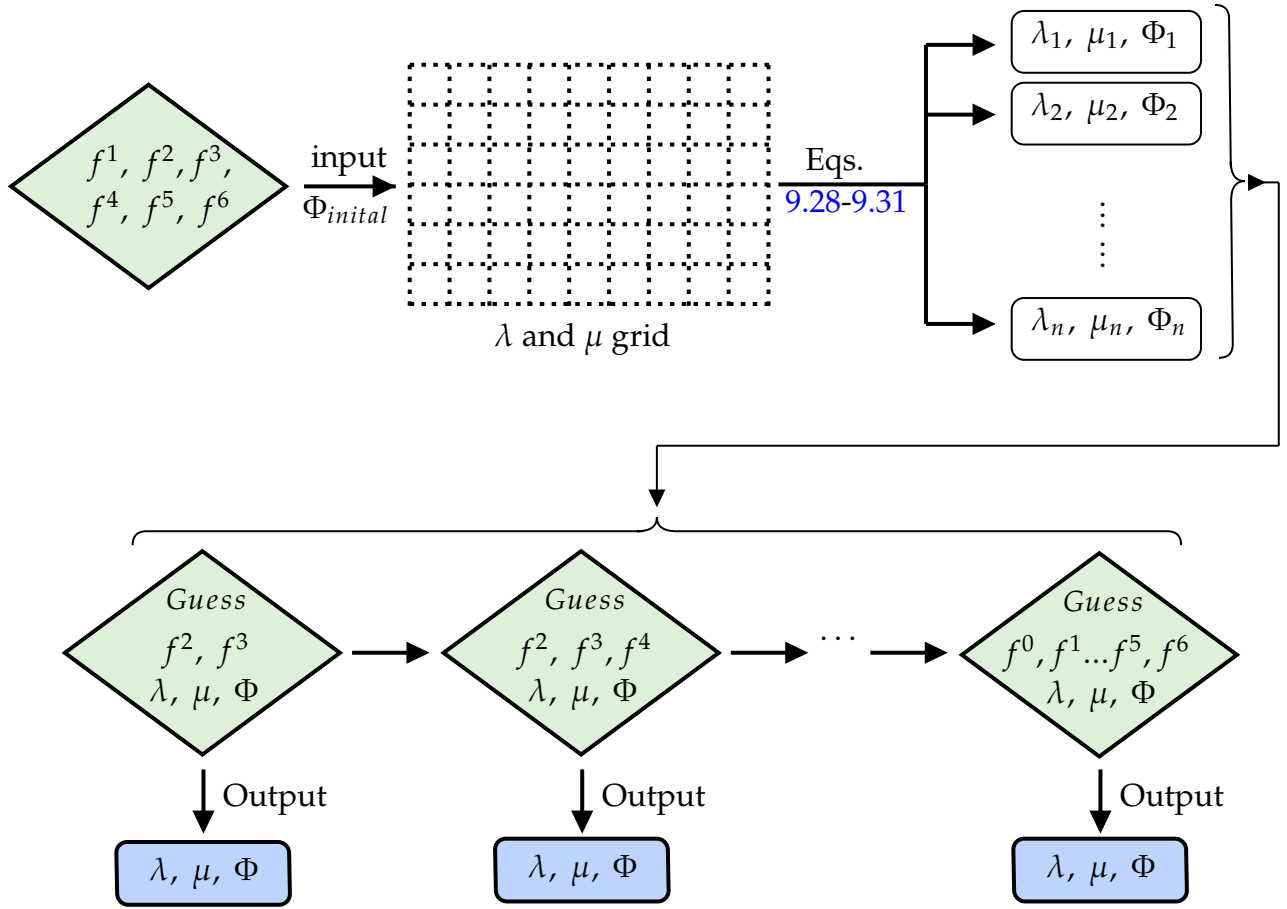 f¹, f², f³,
f⁴, f⁵, f⁶
input
Φ_inital
λ and μ grid
Eqs.
9.28-9.31
λ₁, μ₁, Φ₁
λ₂, μ₂, Φ₂
⋮
λₙ, μₙ, Φₙ
Guess
f², f³
λ, μ, Φ
Output
λ, μ, Φ
Guess
f², f³, f⁴
λ, μ, Φ
Output
λ, μ, Φ
...
Guess
f⁰, f¹...f⁵, f⁶
λ, μ, Φ
Output
λ, μ, Φ